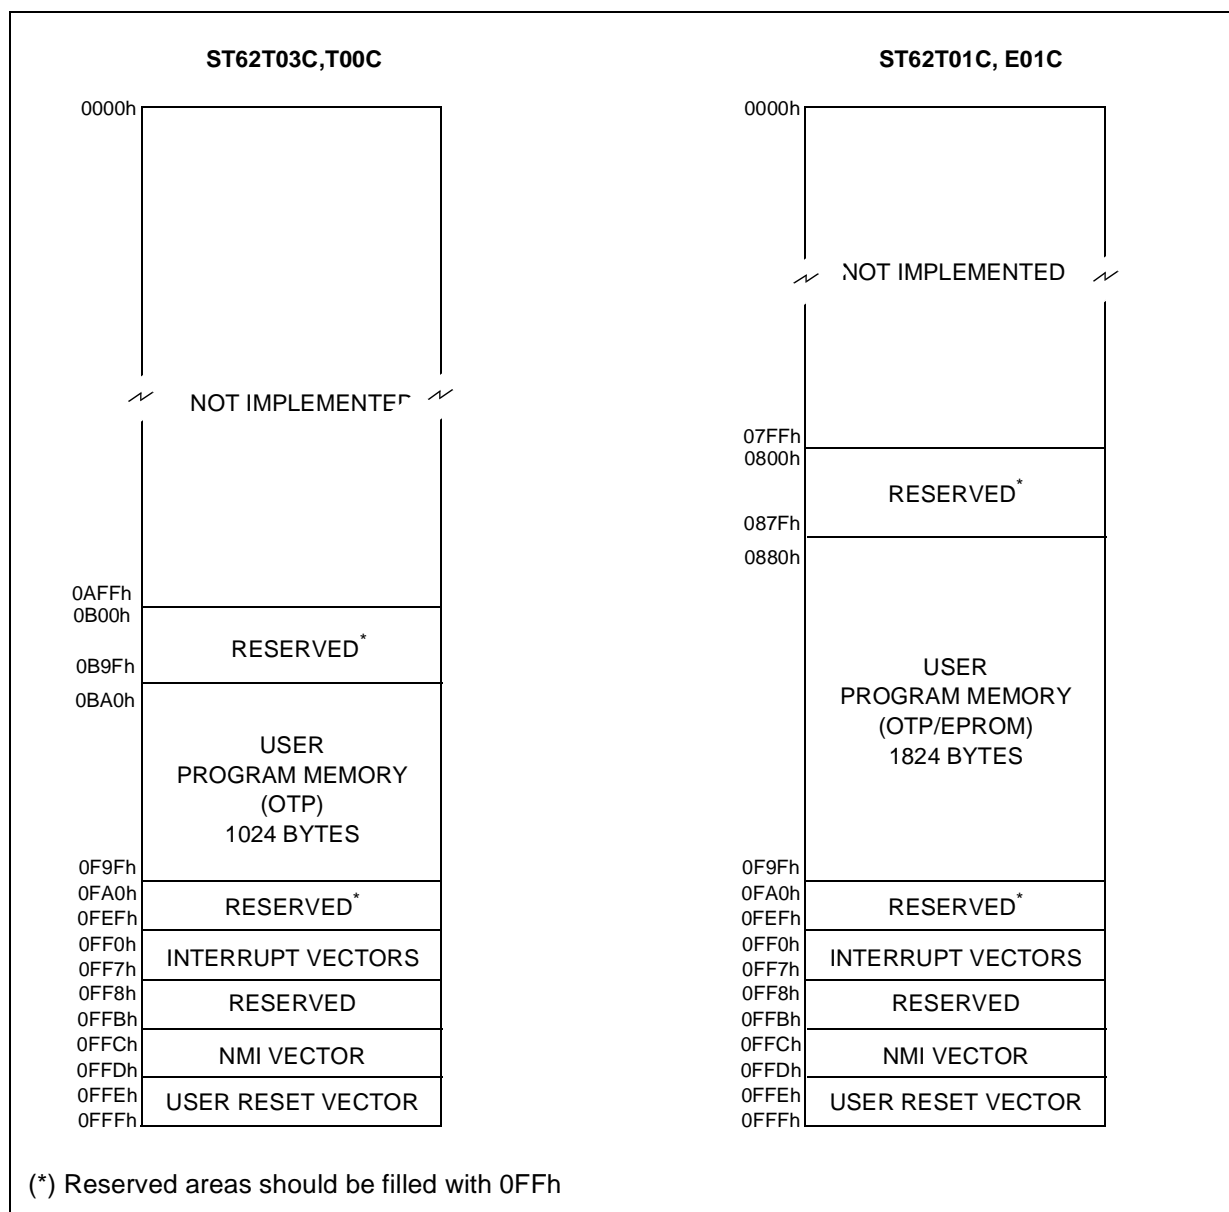 ST62T03C,T00C
0000h
NOT IMPLEMENTED
0AFFh
0B00h
RESERVED*
0B9Fh
0BA0h
USER
PROGRAM MEMORY
(OTP)
1024 BYTES
0F9Fh
0FA0h
RESERVED*
0FEFh
0FF0h
INTERRUPT VECTORS
0FF7h
0FF8h
RESERVED
0FFBh
0FFCh
NMI VECTOR
0FFDh
0FFEh
USER RESET VECTOR
0FFFh
ST62T01C, E01C
0000h
NOT IMPLEMENTED
07FFh
0800h
RESERVED*
087Fh
0880h
USER
PROGRAM MEMORY
(OTP/EPROM)
1824 BYTES
0F9Fh
0FA0h
RESERVED*
0FEFh
0FF0h
INTERRUPT VECTORS
0FF7h
0FF8h
RESERVED
0FFBh
0FFCh
NMI VECTOR
0FFDh
0FFEh
USER RESET VECTOR
0FFFh
(*) Reserved areas should be filled with 0FFh